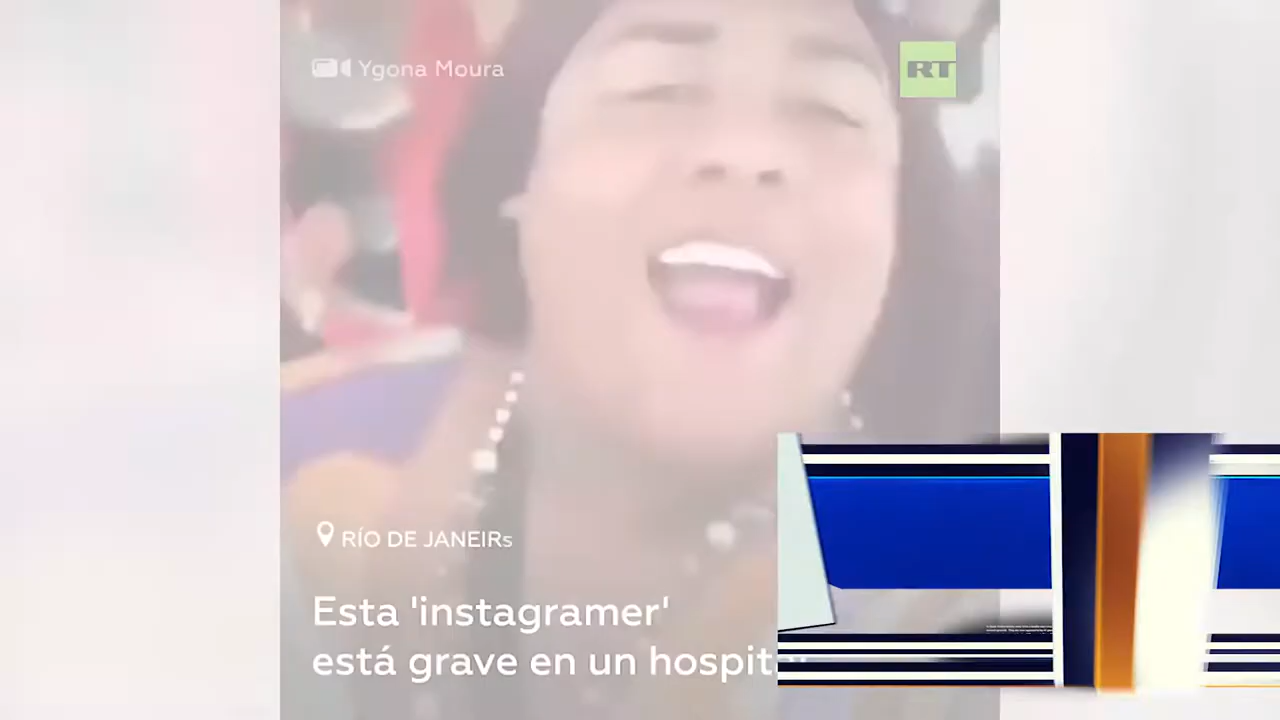 Ygona Moura
RT
RÍO DE JANEIRs
Esta 'instagramer'
está grave en un hospit